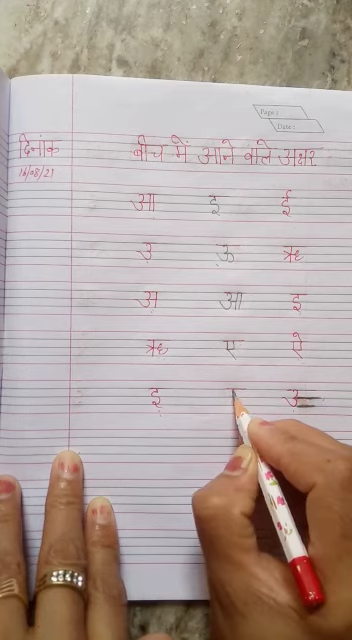 Page :
Date :
दिनांक
16/08/21
बीच में आने वाले अक्षर
आ इ ई
उ ऊ ऋ
अ आ इ
ऋ ए ऐ
इ उ